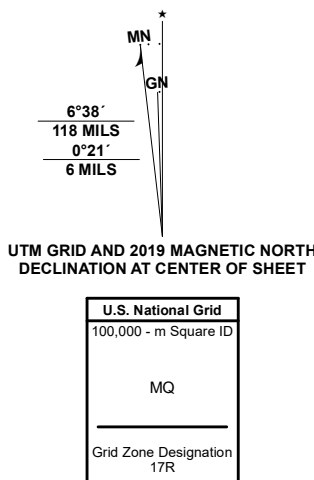 ★
MN
GN
6°38´
118 MILS
0°21´
6 MILS
UTM GRID AND 2019 MAGNETIC NORTH
DECLINATION AT CENTER OF SHEET
U.S. National Grid
100,000 - m Square ID
MQ
Grid Zone Designation
17R